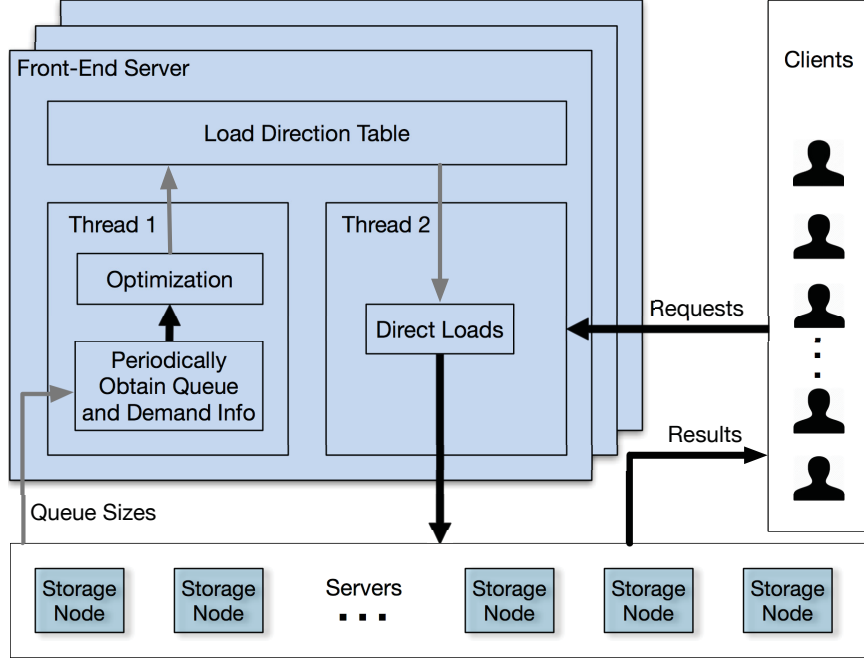 Front-End Server
Load Direction Table
Thread 1
Optimization
Periodically
Obtain Queue
and Demand Info
Thread 2
Direct Loads
Clients
Requests
Results
Queue Sizes
Storage
Node
Storage
Node
Servers
Storage
Node
Storage
Node
Storage
Node